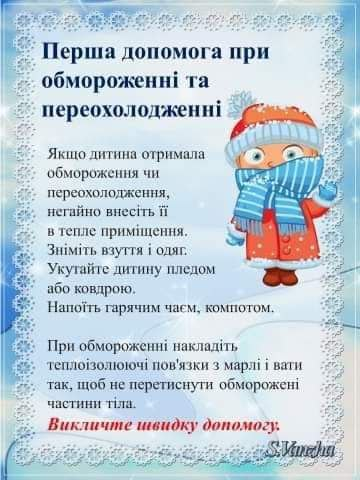 Перша допомога при
обмороженні та
переохолодженні
Якщо дитина отримала
обмороження чи
переохолодження,
негайно внесіть її
в тепле приміщення.
Зніміть взуття і одяг.
Укутайте дитину пледом
або ковдрою.
Напоїть гарячим чаєм, компотом.
При обмороженні накладіть
теплоізолюючі пов'язки з марлі і вати
так, щоб не перетиснути обморожені
частини тіла.
Викличте швидку допомогу.
S.Vanzha